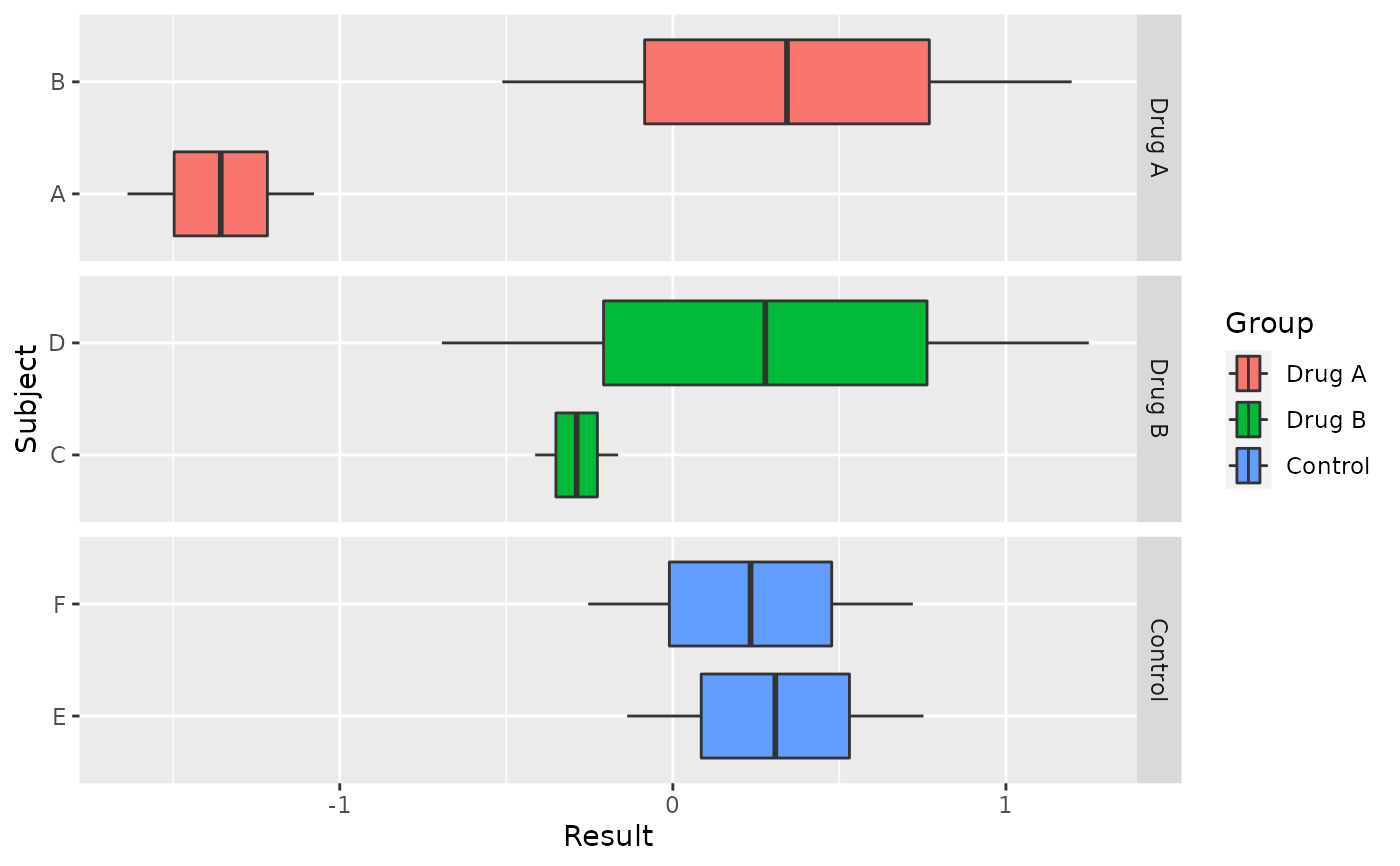 B
A
Drug A
D
C
Drug B
F
E
Control
-1 0 1
Result
Subject
Group
Drug A
Drug B
Control